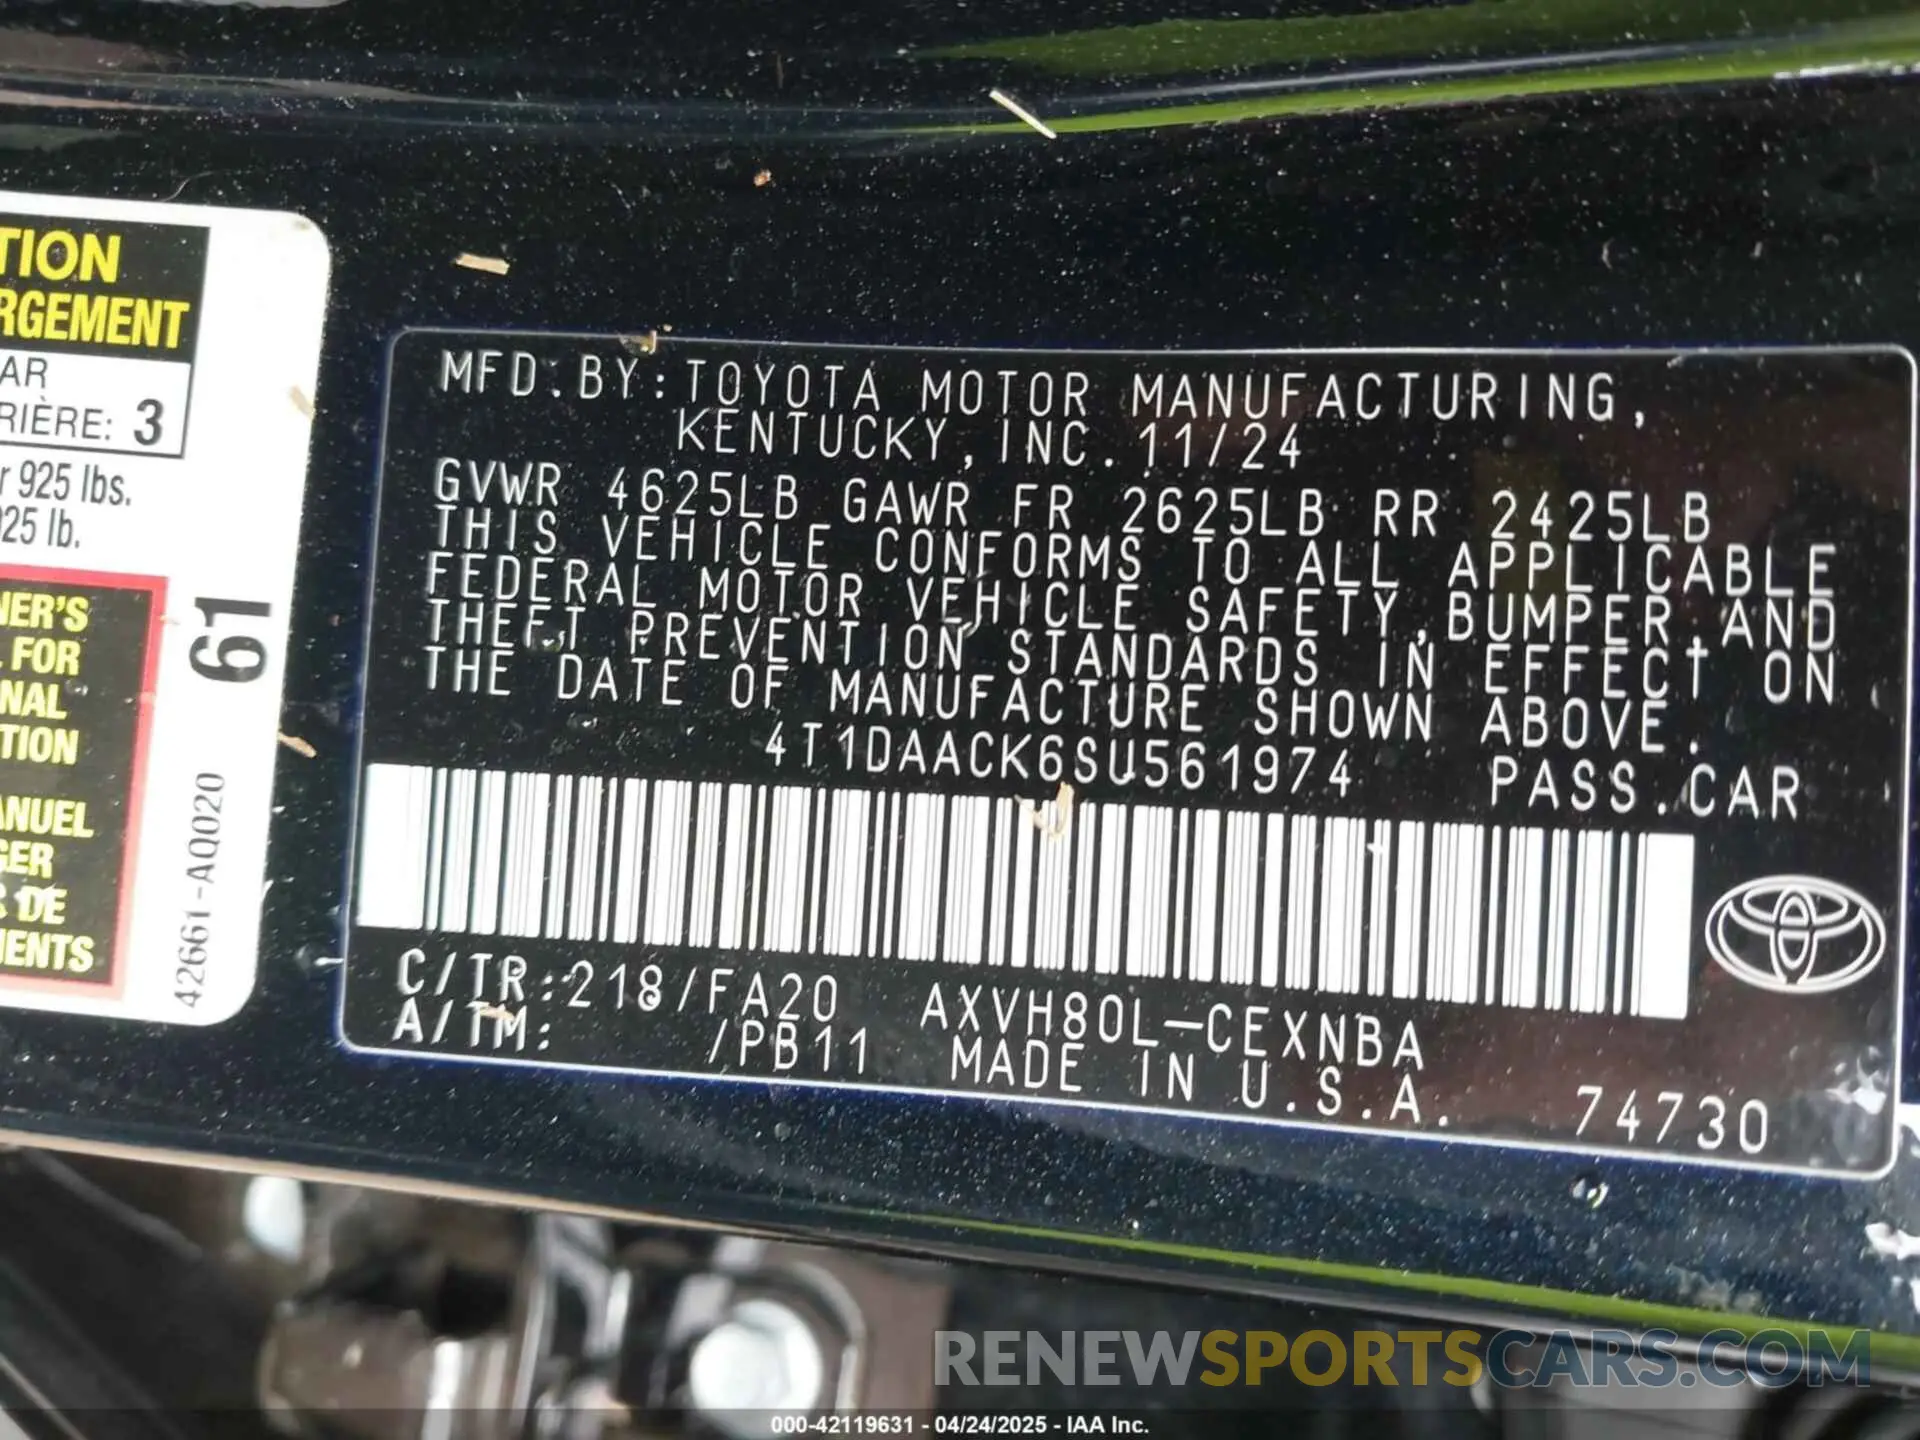 TION
RGEMENT
AR
RIÈRE: 3
r 925 lbs.
025 lb.
NER'S
FOR
NAL
TION
ANUEL
GER
DE
MENTS
61
42661-AQ020
MFD.BY:TOYOTA MOTOR MANUFACTURING,
KENTUCKY, INC. 11/24
GVWR 4625LB GAWR FR 2625LB RR 2425LB
THIS VEHICLE CONFORMS TO ALL APPLICABLE
FEDERAL MOTOR VEHICLE SAFETY,BUMPER,AND
THEFT PREVENTION STANDARDS IN EFFECT ON
THE DATE OF MANUFACTURE SHOWN ABOVE.
4T1DAACK6SU561974 PASS.CAR
C/TR:218/FA20 AXVH80L-CEXNBA
A/TM: /PB11 MADE IN U.S.A. 74730
RENEWSPORTSCARS.COM
000-42119631 - 04/24/2025 - IAA Inc.